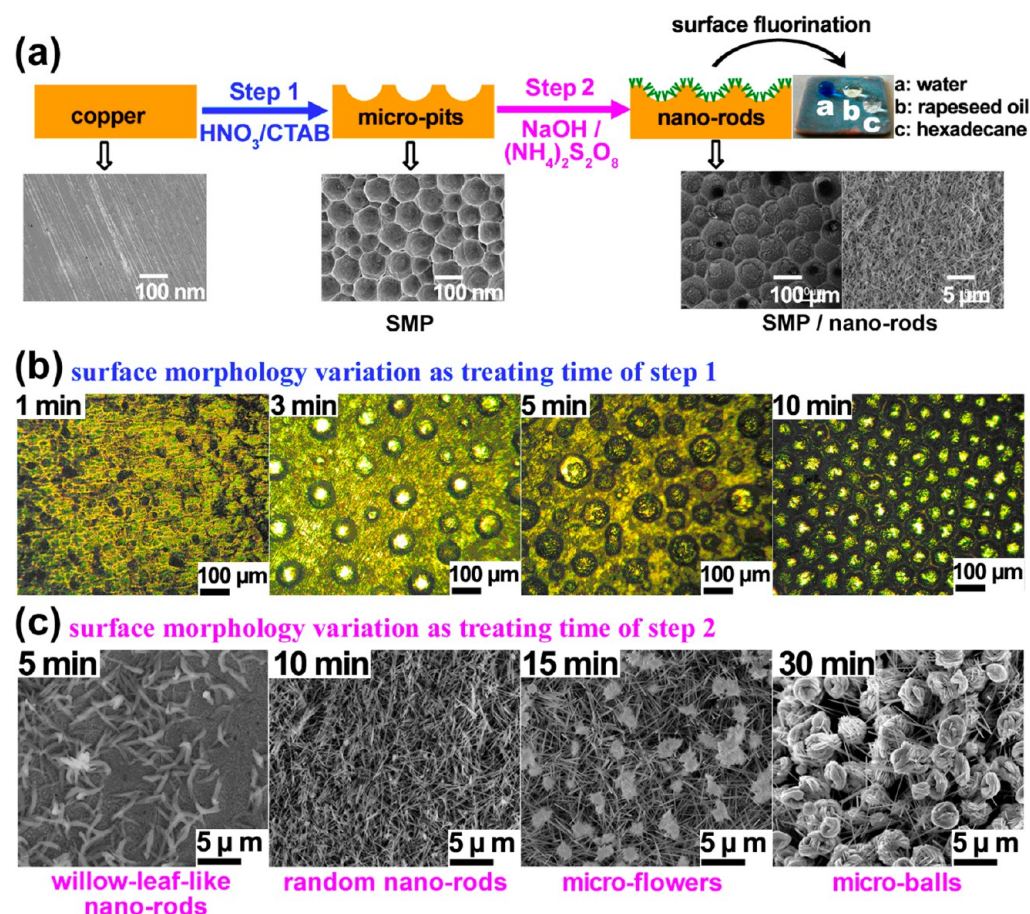 (a)
surface fluorination
copper
Step 1
HNO₃/CTAB
micro-pits
Step 2
NaOH /
(NH₄)₂S₂O₈
nano-rods
a
b
c
a: water
b: rapeseed oil
c: hexadecane
100 nm
100 nm
SMP
100 µm
5 µm
SMP / nano-rods
(b) surface morphology variation as treating time of step 1
1 min
3 min
5 min
10 min
100 µm
100 µm
100 µm
100 µm
(c) surface morphology variation as treating time of step 2
5 min
10 min
15 min
30 min
5 µ m
5 µ m
5 µ m
5 µ m
willow-leaf-like
nano-rods
random nano-rods
micro-flowers
micro-balls